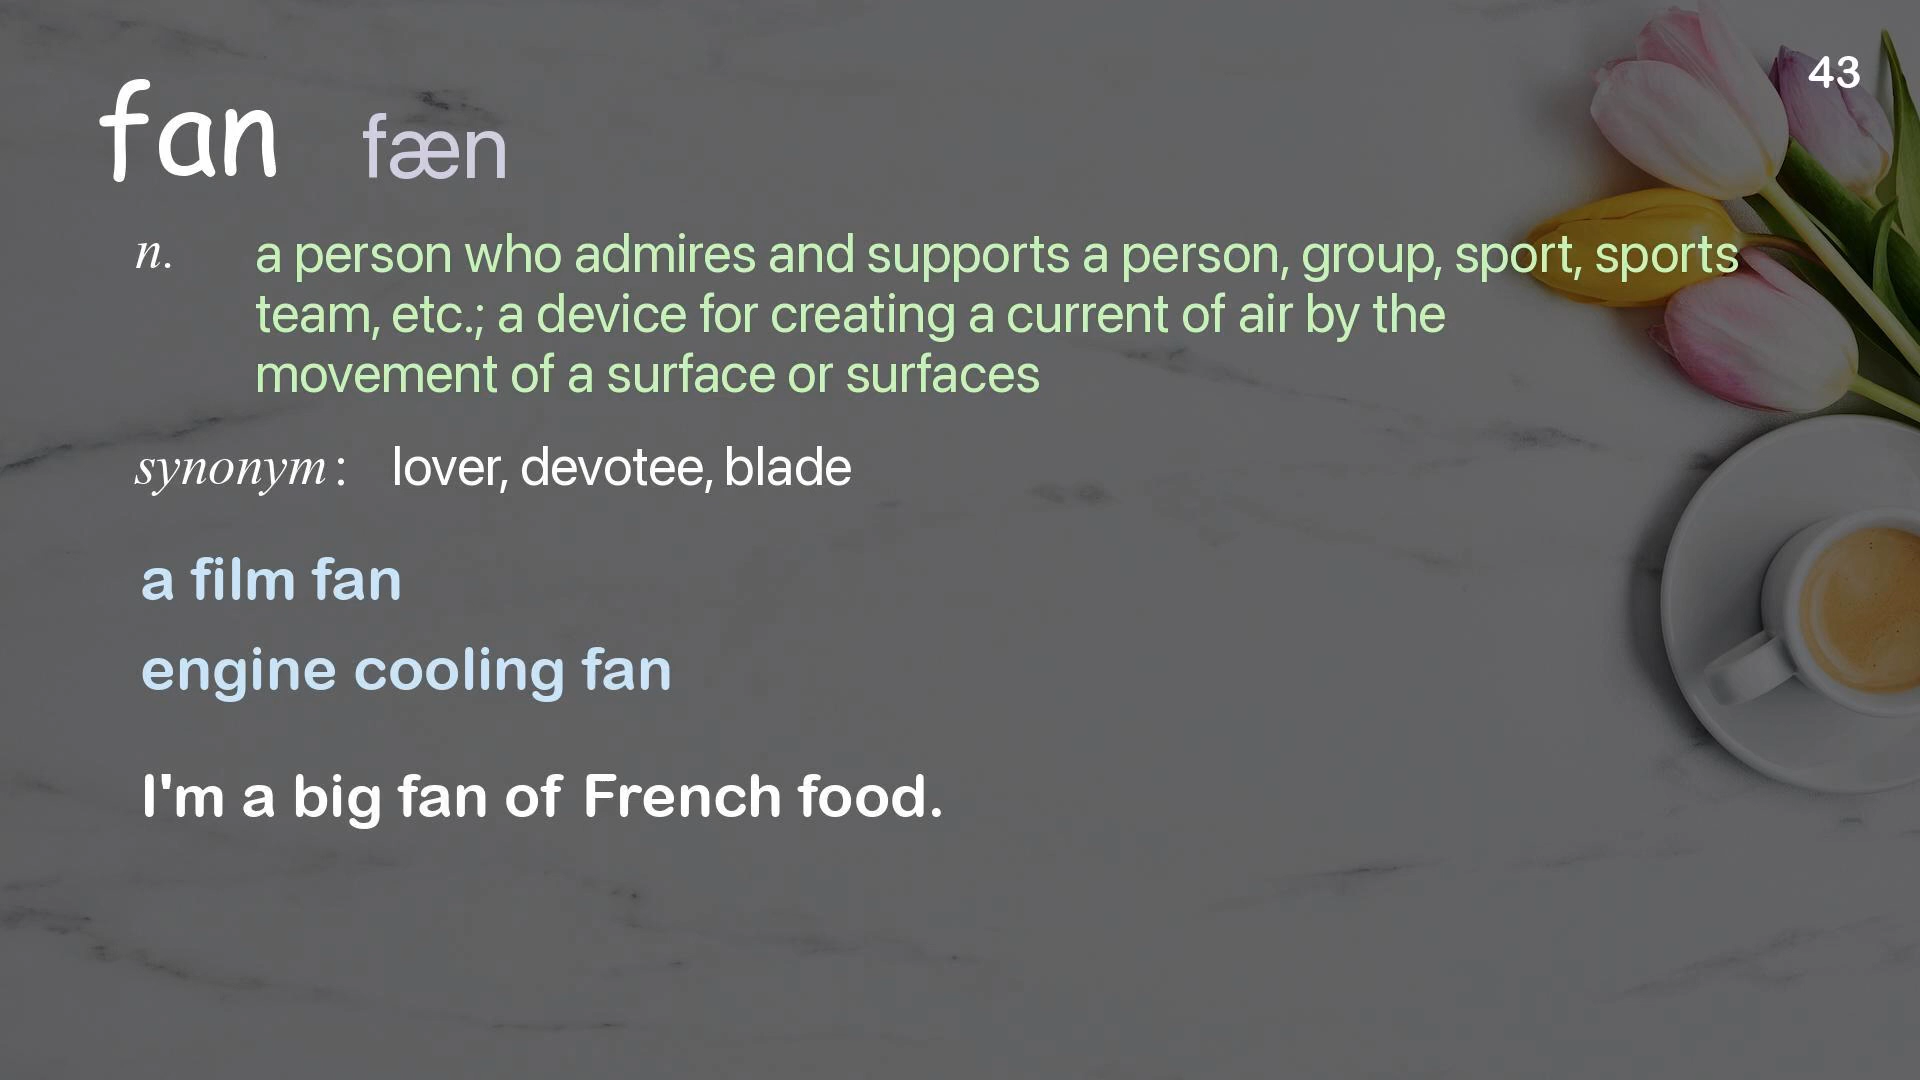 43
fan fæn
n. a person who admires and supports a person, group, sport, sports
team, etc.; a device for creating a current of air by the
movement of a surface or surfaces
synonym: lover, devotee, blade
a film fan
engine cooling fan
I'm a big fan of French food.